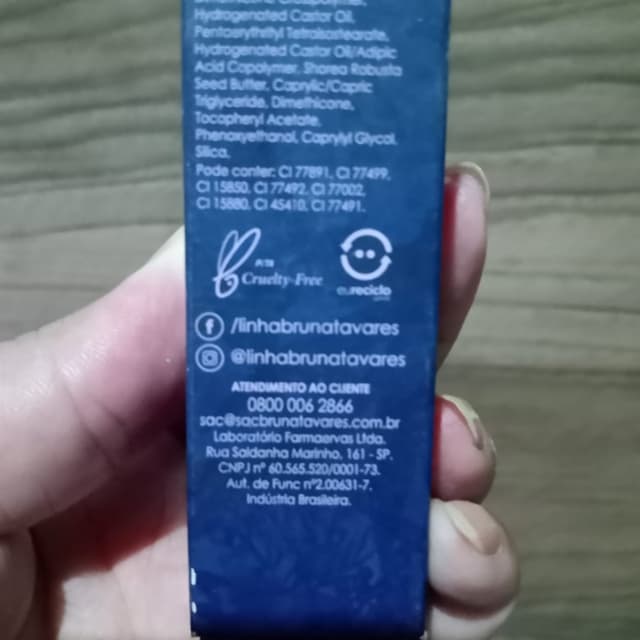 Hydrogenated Castor Oil,
Pentaerythrityl Tetraisostearate,
Hydrogenated Castor Oil/Adipic
Acid Copolymer, Shorea Robusta
Seed Butter, Caprylic/Capric
Triglyceride, Dimethicone,
Tocopheryl Acetate,
Phenoxyethanol, Caprylyl Glycol,
Silica.
Pode conter: CI 77891, CI 77499,
CI 15850, CI 77492, CI 77002,
CI 15880, CI 45410, CI 77491.
PETA
Cruelty-Free
eureciclo
/linhabrunatavares
@linhabrunatavares
ATENDIMENTO AO CLIENTE
0800 006 2866
sac@sacbrunatavares.com.br
Laboratório Farmaervas Ltda.
Rua Saldanha Marinho, 161 - SP.
CNPJ nº 60.565.520/0001-73.
Aut. de Func nº2.00631-7.
Indústria Brasileira.